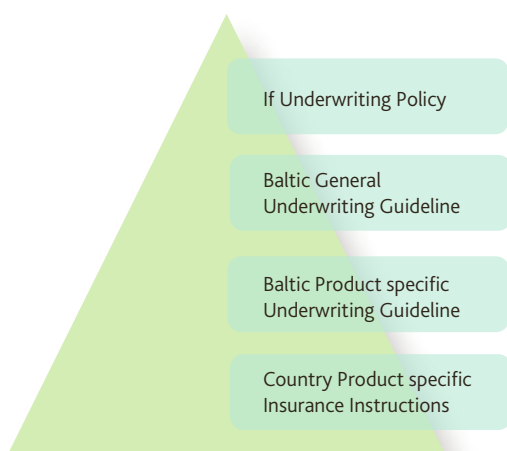 If Underwriting Policy
Baltic General
Underwriting Guideline
Baltic Product specific
Underwriting Guideline
Country Product specific
Insurance Instructions